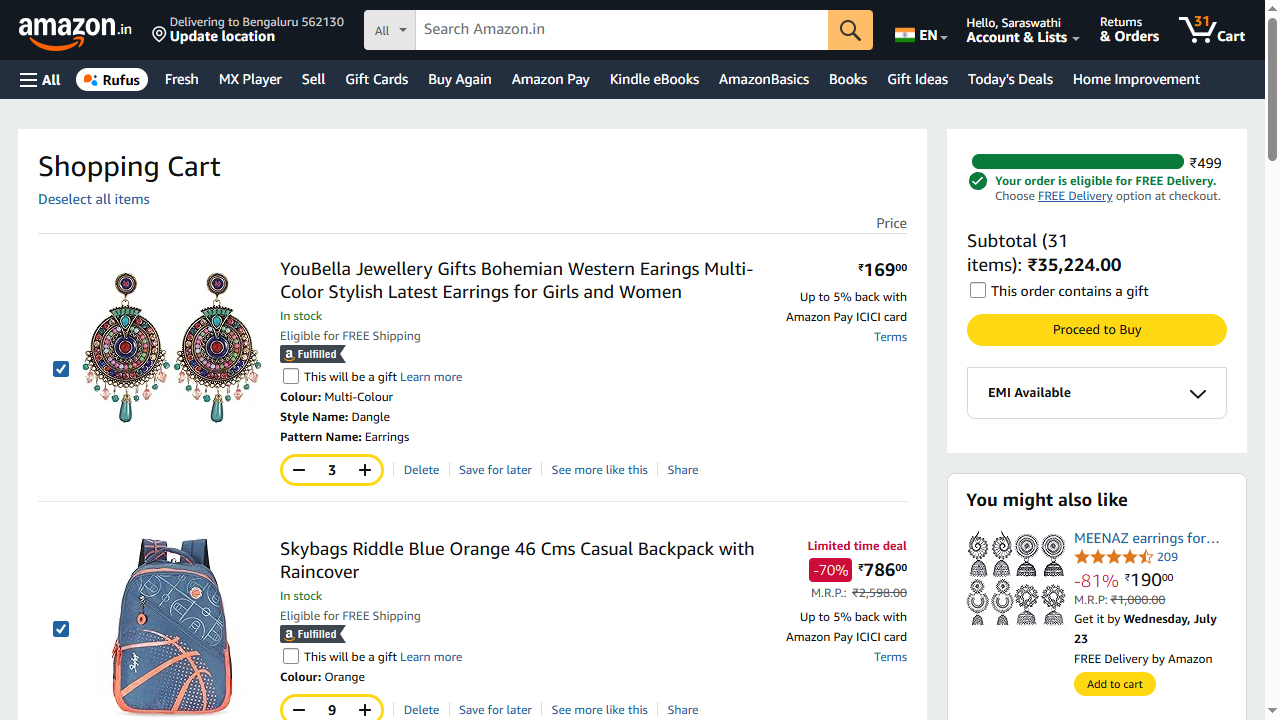 amazon.in
Delivering to Bengaluru 562130
Update location
All
Search Amazon.in
EN
Hello, Saraswathi
Account & Lists
Returns
& Orders
31
Cart
All
Rufus
Fresh
MX Player
Sell
Gift Cards
Buy Again
Amazon Pay
Kindle eBooks
AmazonBasics
Books
Gift Ideas
Today's Deals
Home Improvement
Shopping Cart
Deselect all items
Price
YouBella Jewellery Gifts Bohemian Western Earings Multi-
Color Stylish Latest Earrings for Girls and Women
In stock
Eligible for FREE Shipping
a Fulfilled
This will be a gift Learn more
Colour: Multi-Colour
Style Name: Dangle
Pattern Name: Earrings
3
Delete
Save for later
See more like this
Share
₹16900
Up to 5% back with
Amazon Pay ICICI card
Terms
Skybags Riddle Blue Orange 46 Cms Casual Backpack with
Raincover
In stock
Eligible for FREE Shipping
a Fulfilled
This will be a gift Learn more
Colour: Orange
9
Delete
Save for later
See more like this
Share
Limited time deal
-70% ₹78600
M.R.P.: ₹2,598.00
Up to 5% back with
Amazon Pay ICICI card
Terms
₹499
Your order is eligible for FREE Delivery.
Choose FREE Delivery option at checkout.
Subtotal (31
items): ₹35,224.00
This order contains a gift
Proceed to Buy
EMI Available
You might also like
MEENAZ earrings for…
209
-81% ₹19000
M.R.P: ₹1,000.00
Get it by Wednesday, July
23
FREE Delivery by Amazon
Add to cart